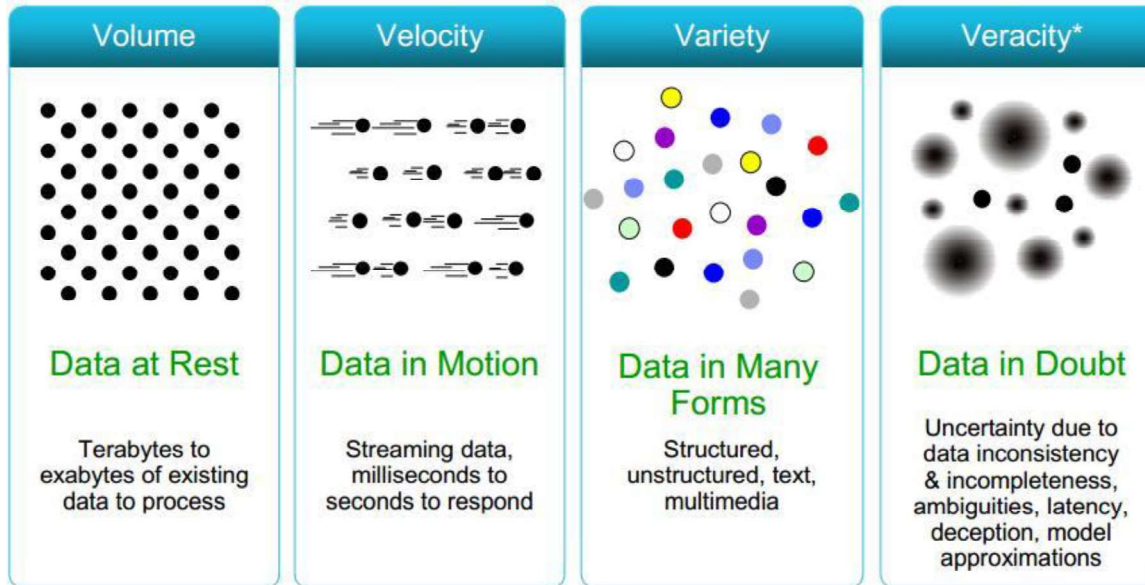 Volume
Data at Rest
Terabytes to
exabytes of existing
data to process
Velocity
Data in Motion
Streaming data,
milliseconds to
seconds to respond
Variety
Data in Many
Forms
Structured,
unstructured, text,
multimedia
Veracity*
Data in Doubt
Uncertainty due to
data inconsistency
& incompleteness,
ambiguities, latency,
deception, model
approximations